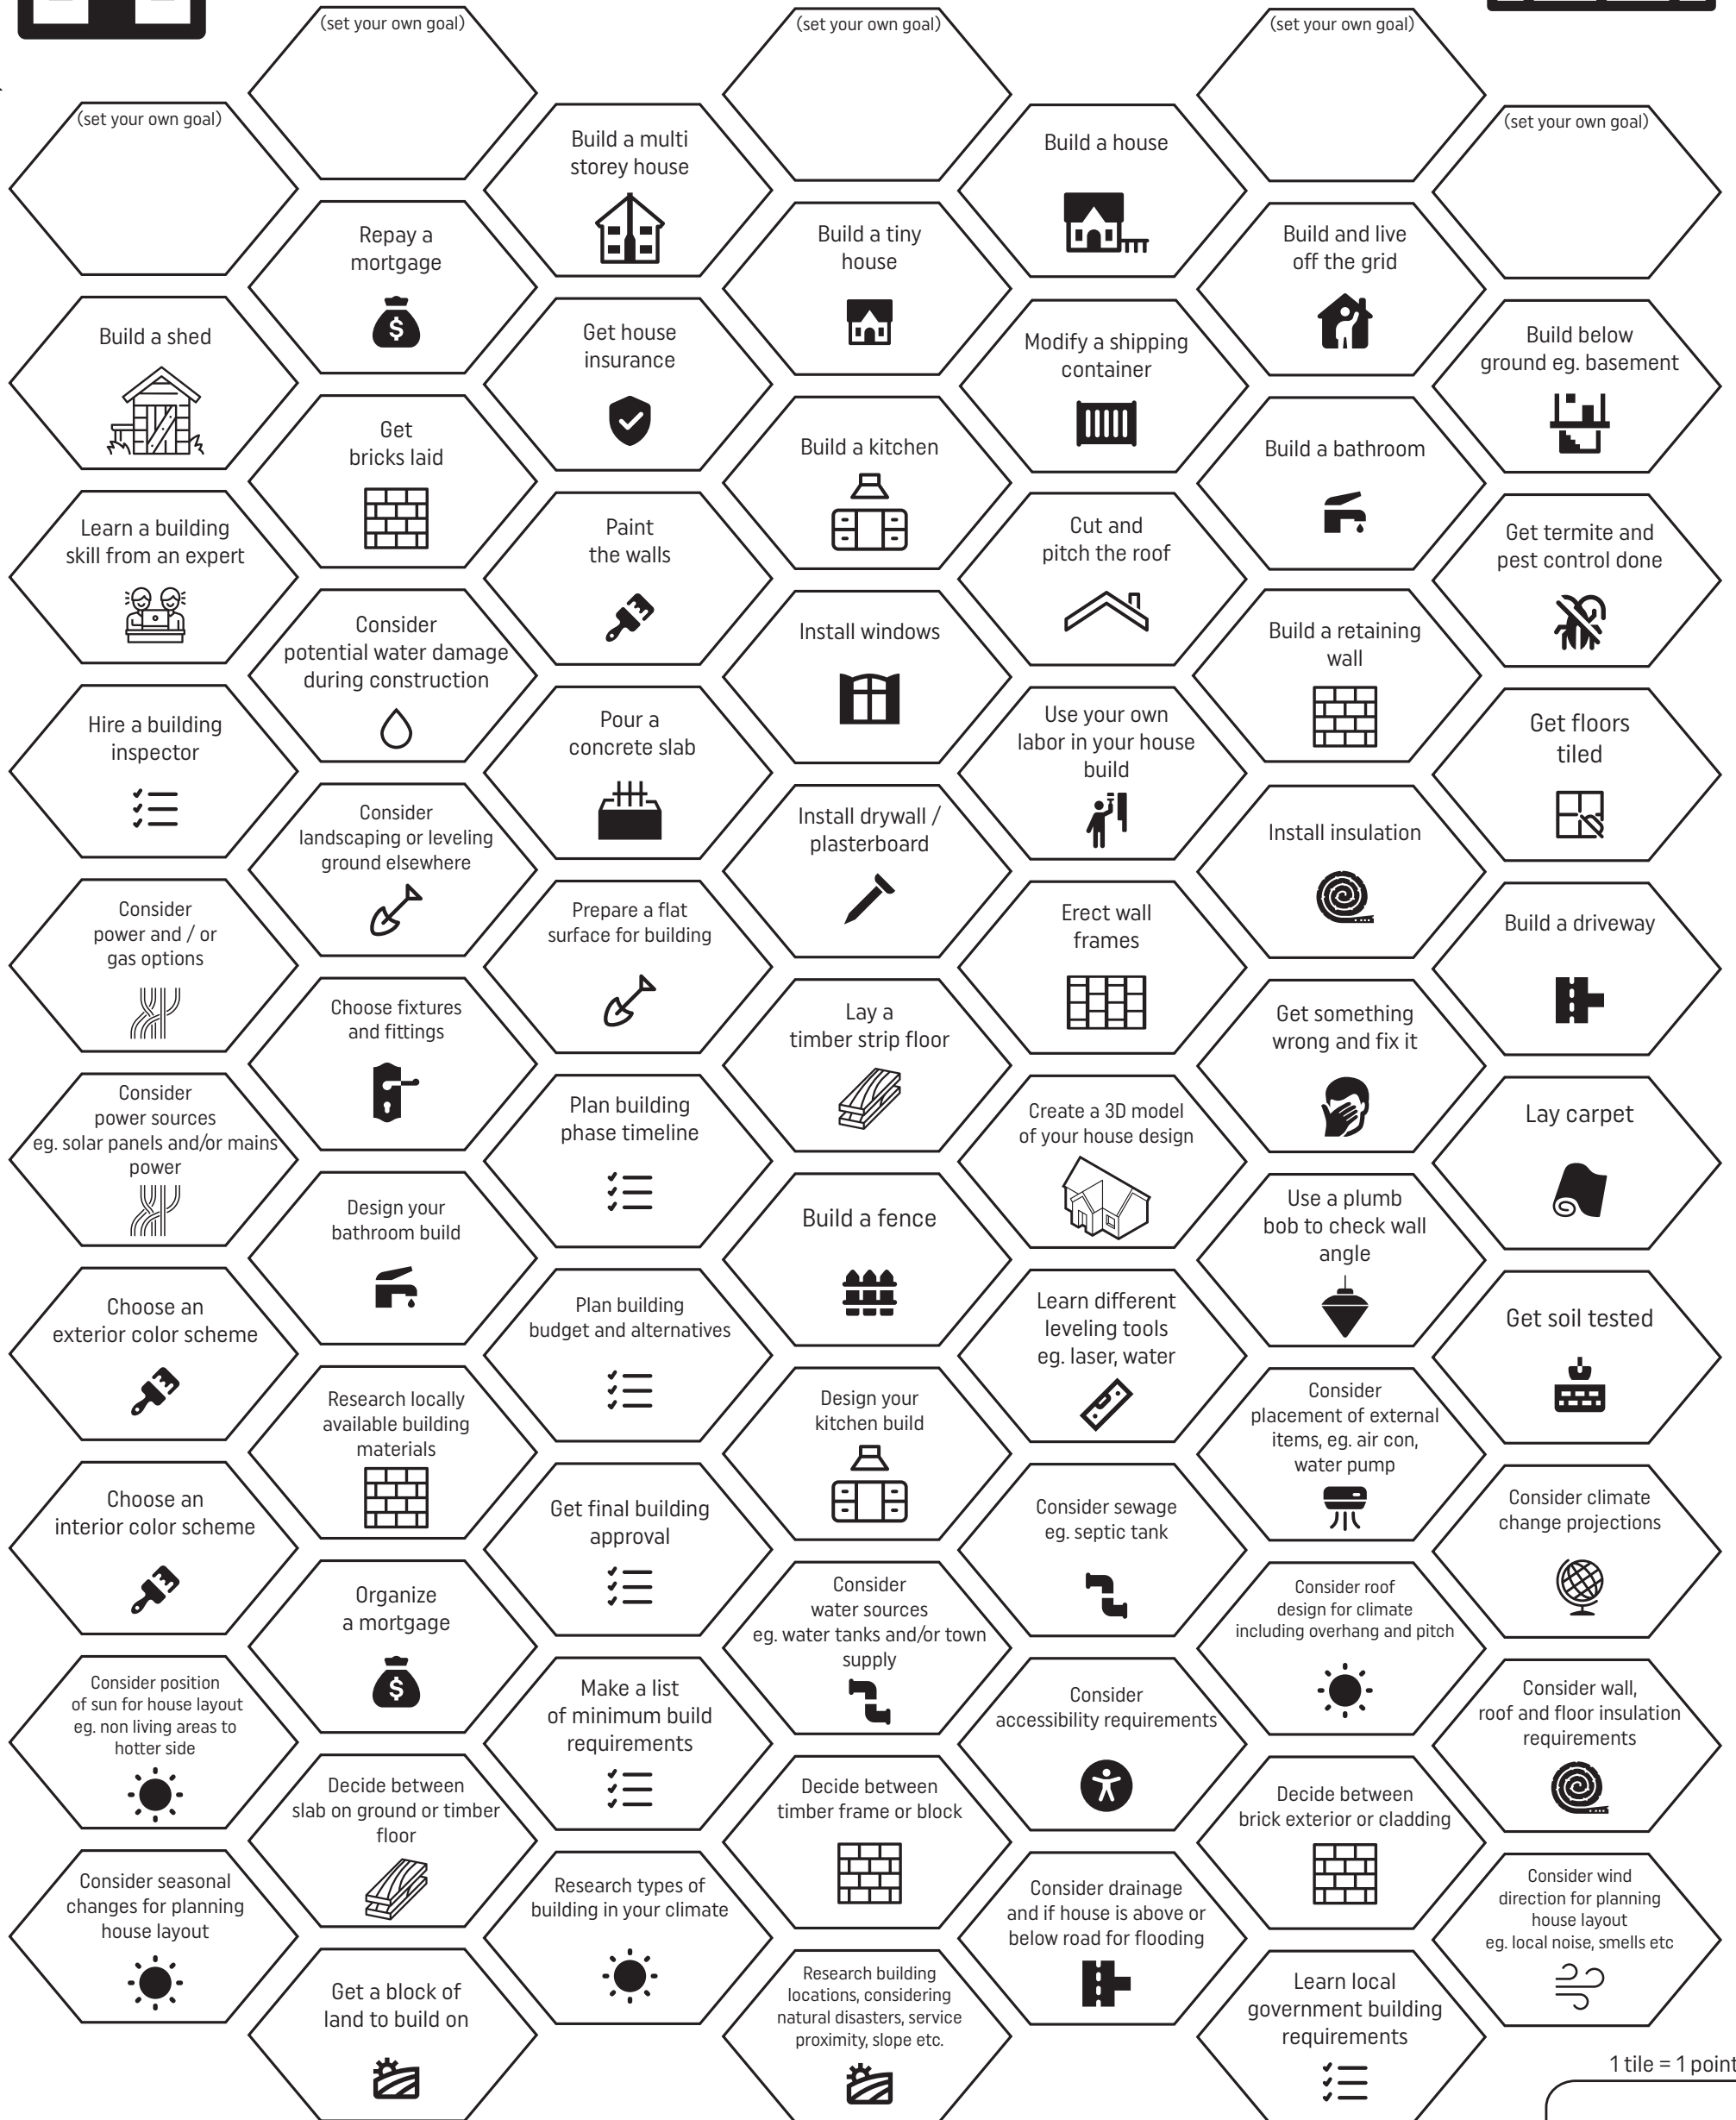 (set your own goal)
(set your own goal)
(set your own goal)
(set your own goal)
(set your own goal)
Build a multi
storey house
Build a house
Repay a
mortgage
Build a tiny
house
Build and live
off the grid
Build a shed
Get house
insurance
Modify a shipping
container
Build below
ground eg. basement
Get
bricks laid
Build a kitchen
Build a bathroom
Learn a building
skill from an expert
Paint
the walls
Cut and
pitch the roof
Get termite and
pest control done
Consider
potential water damage
during construction
Install windows
Build a retaining
wall
Hire a building
inspector
Pour a
concrete slab
Use your own
labor in your house
build
Get floors
tiled
Consider
landscaping or leveling
ground elsewhere
Install drywall /
plasterboard
Install insulation
Consider
power and / or
gas options
Prepare a flat
surface for building
Erect wall
frames
Build a driveway
Choose fixtures
and fittings
Lay a
timber strip floor
Get something
wrong and fix it
Consider
power sources
eg. solar panels and/or mains
power
Plan building
phase timeline
Create a 3D model
of your house design
Lay carpet
Design your
bathroom build
Build a fence
Use a plumb
bob to check wall
angle
Choose an
exterior color scheme
Plan building
budget and alternatives
Learn different
leveling tools
eg. laser, water
Get soil tested
Research locally
available building
materials
Design your
kitchen build
Consider
placement of external
items, eg. air con,
water pump
Choose an
interior color scheme
Get final building
approval
Consider sewage
eg. septic tank
Consider climate
change projections
Organize
a mortgage
Consider
water sources
eg. water tanks and/or town
supply
Consider roof
design for climate
including overhang and pitch
Consider position
of sun for house layout
eg. non living areas to
hotter side
Make a list
of minimum build
requirements
Consider
accessibility requirements
Consider wall,
roof and floor insulation
requirements
Decide between
slab on ground or timber
floor
Decide between
timber frame or block
Decide between
brick exterior or cladding
Consider seasonal
changes for planning
house layout
Research types of
building in your climate
Consider drainage
and if house is above or
below road for flooding
Consider wind
direction for planning
house layout
eg. local noise, smells etc
Get a block of
land to build on
Research building
locations, considering
natural disasters, service
proximity, slope etc.
Learn local
government building
requirements
1 tile = 1 point